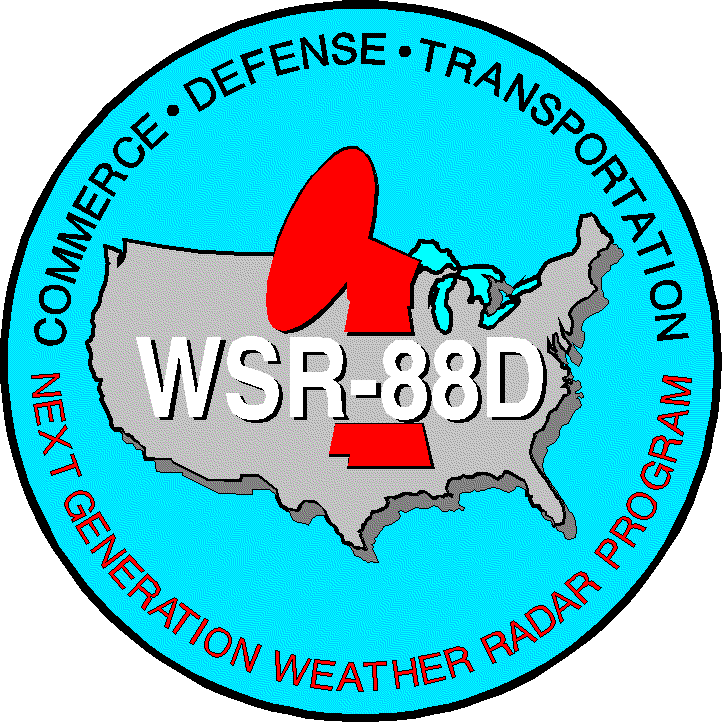 COMMERCE • DEFENSE • TRANSPORTATION
WSR-88D
NEXT GENERATION WEATHER RADAR PROGRAM